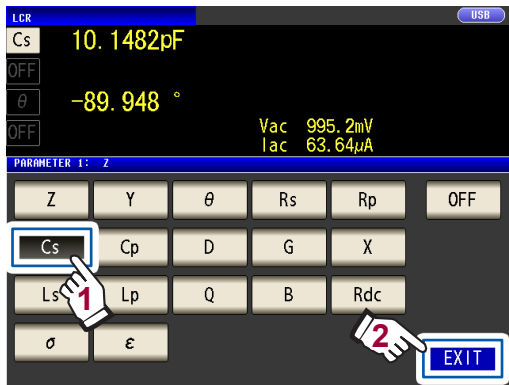 LCR USB
Cs 10.1482pF
OFF
θ -89.948 °
OFF
Vac 995.2mV
Iac 63.64μA
PARAMETER 1: Z
Z Y θ Rs Rp OFF
Cs Cp D G X
Ls Lp Q B Rdc
σ ε
1
2
EXIT